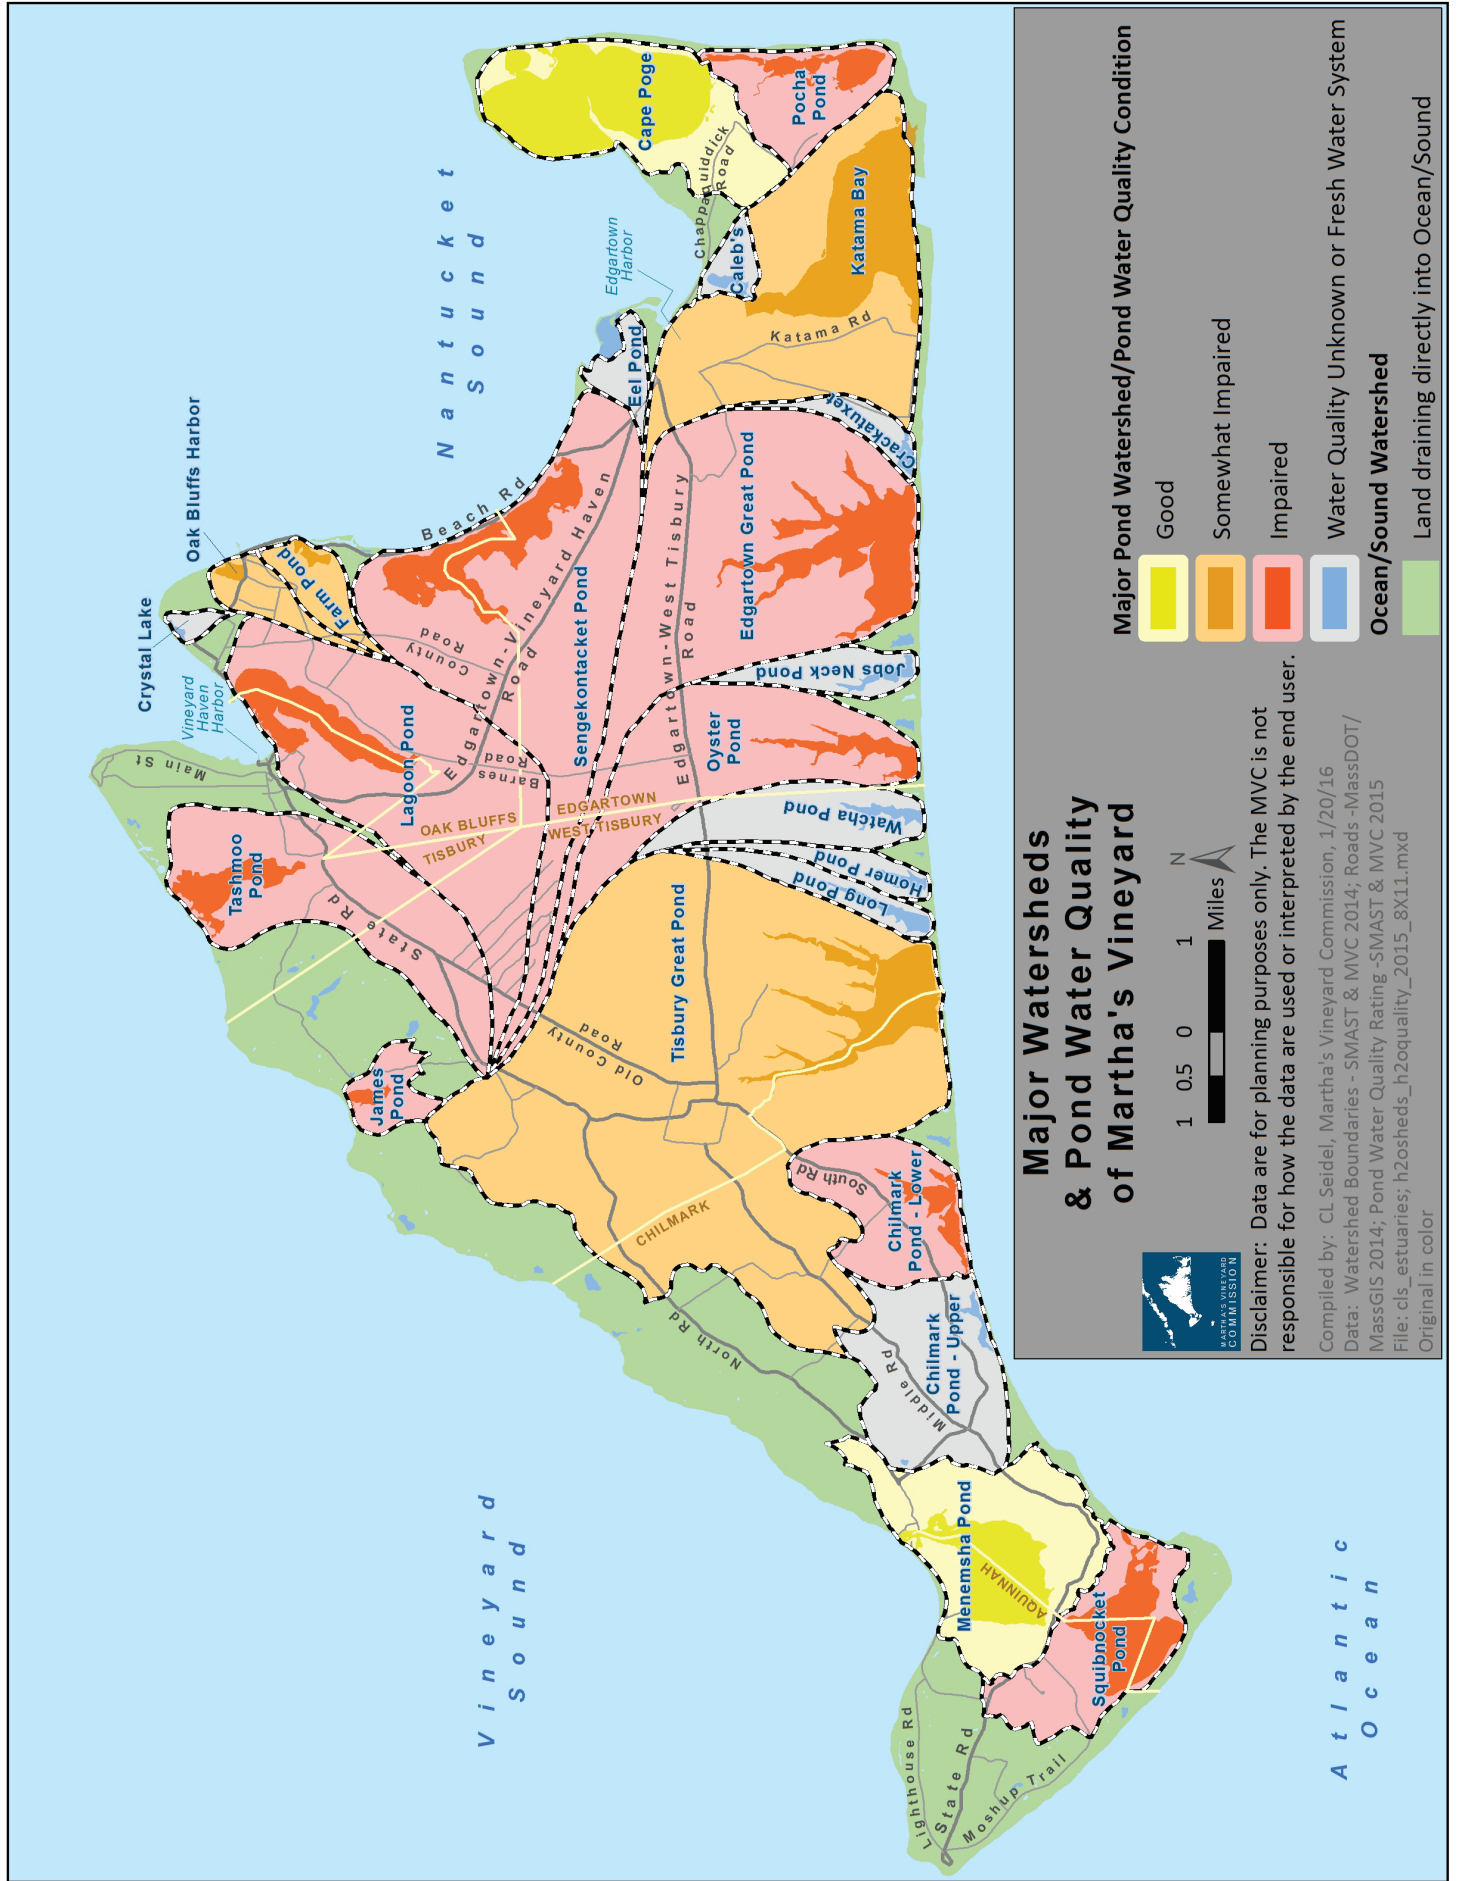 Nantucket
Sound
Vineyard
Sound
Atlantic
Ocean
Oak Bluffs Harbor
Crystal Lake
Vineyard
Haven
Harbor
Edgartown
Harbor
Cape Poge
Pocha
Pond
Chappaquiddick
Road
Caleb's
Katama Bay
Katama Rd
Eel Pond
Crackatuxet
Beach Rd
Farm Pond
Edgartown-Vineyard Haven
Road
County
Road
Sengekontacket Pond
Edgartown-West Tisbury
Road
Edgartown Great Pond
Jobs Neck Pond
Oyster
Pond
Barnes
Road
Lagoon Pond
Main St
OAK BLUFFS
TISBURY
EDGARTOWN
WEST TISBURY
Watcha Pond
Homer Pond
Long Pond
Tashmoo
Pond
State Rd
James
Pond
Old County
Road
Tisbury Great Pond
CHILMARK
South Rd
Chilmark
Pond - Lower
North Rd
Middle Rd
Chilmark
Pond - Upper
Menemsha Pond
AQUINNAH
Squibnocket
Pond
Lighthouse Rd
State Rd
Moshup Trail
Major Watersheds
& Pond Water Quality
of Martha's Vineyard
1 0.5 0 1
Miles
N
MARTHA'S VINEYARD
COMMISSION
Disclaimer: Data are for planning purposes only. The MVC is not
responsible for how the data are used or interpreted by the end user.
Compiled by: CL Seidel, Martha's Vineyard Commission, 1/20/16
Data: Watershed Boundaries - SMAST & MVC 2014; Roads -MassDOT/
MassGIS 2014; Pond Water Quality Rating -SMAST & MVC 2015
File: cls_estuaries; h2osheds_h2oquality_2015_8X11.mxd
Original in color
Major Pond Watershed/Pond Water Quality Condition
Good
Somewhat Impaired
Impaired
Water Quality Unknown or Fresh Water System
Ocean/Sound Watershed
Land draining directly into Ocean/Sound